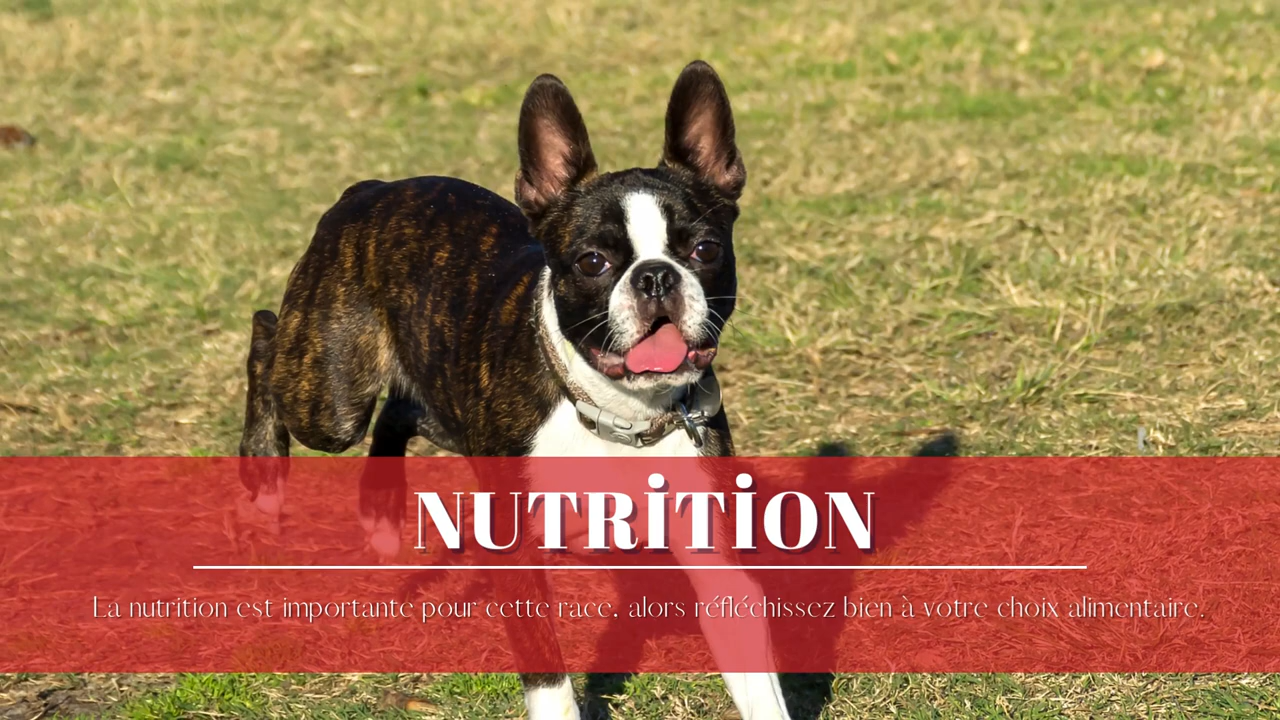 NUTRİTİON
La nutrition est importante pour cette race, alors réfléchissez bien à votre choix alimentaire.